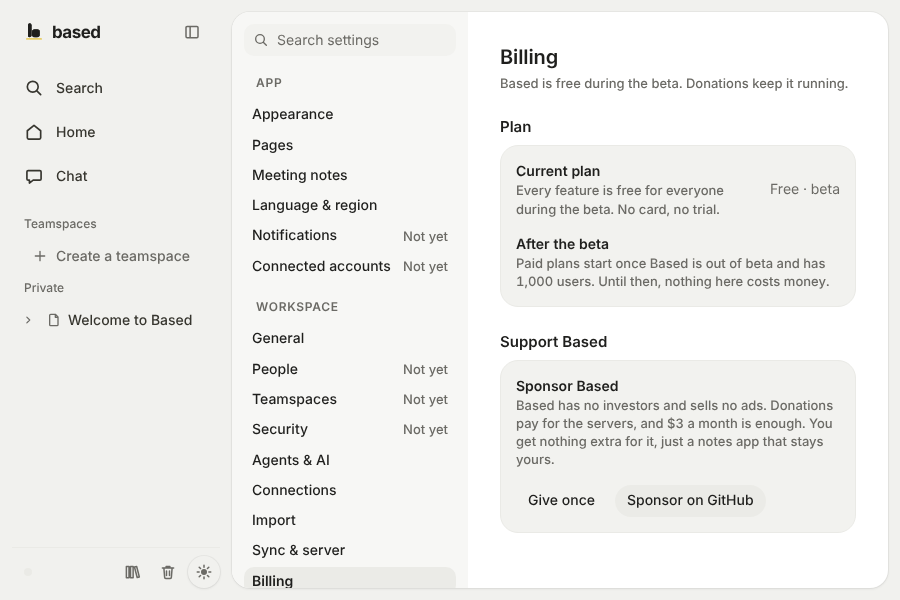 based
Search
Home
Chat
Teamspaces
Create a teamspace
Private
Welcome to Based
Search settings
APP
Appearance
Pages
Meeting notes
Language & region
Notifications Not yet
Connected accounts Not yet
WORKSPACE
General
People Not yet
Teamspaces Not yet
Security Not yet
Agents & AI
Connections
Import
Sync & server
Billing
Billing
Based is free during the beta. Donations keep it running.
Plan
Current plan
Every feature is free for everyone
during the beta. No card, no trial.
Free · beta
After the beta
Paid plans start once Based is out of beta and has
1,000 users. Until then, nothing here costs money.
Support Based
Sponsor Based
Based has no investors and sells no ads. Donations
pay for the servers, and $3 a month is enough. You
get nothing extra for it, just a notes app that stays
yours.
Give once Sponsor on GitHub